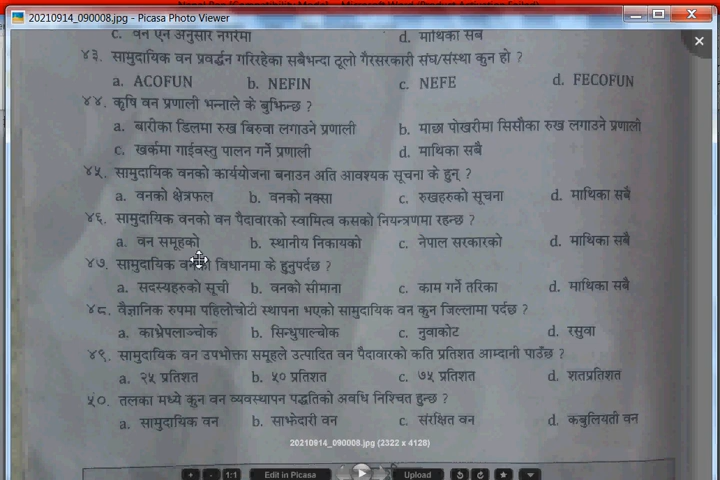 20210914_090008.jpg - Picasa Photo Viewer
c. वन एन अनुसार नगरमा d. माथिका सबै
४३. सामुदायिक वन प्रवर्द्धन गरिरहेका सबैभन्दा ठूलो गैरसरकारी संघ/संस्था कुन हो ?
a. ACOFUN b. NEFIN c. NEFE d. FECOFUN
४४. कृषि वन प्रणाली भन्नाले के बुझिन्छ ?
a. बारीका डिलमा रुख बिरुवा लगाउने प्रणाली b. माछा पोखरीमा सिसौका रुख लगाउने प्रणाली
c. खर्कमा गाईवस्तु पालन गर्ने प्रणाली d. माथिका सबै
४५. सामुदायिक वनको कार्ययोजना बनाउन अति आवश्यक सूचना के हुन् ?
a. वनको क्षेत्रफल b. वनको नक्सा c. रुखहरुको सूचना d. माथिका सबै
४६. सामुदायिक वनको वन पैदावारको स्वामित्व कसको नियन्त्रणमा रहन्छ ?
a. वन समूहको b. स्थानीय निकायको c. नेपाल सरकारको d. माथिका सबै
४७. सामुदायिक वनको विधानमा के हुनुपर्दछ ?
a. सदस्यहरुको सूची b. वनको सीमाना c. काम गर्ने तरिका d. माथिका सबै
४८. वैज्ञानिक रुपमा पहिलोचोटी स्थापना भएको सामुदायिक वन कुन जिल्लामा पर्दछ ?
a. काभ्रेपलाञ्चोक b. सिन्धुपाल्चोक c. नुवाकोट d. रसुवा
४९. सामुदायिक वन उपभोक्ता समूहले उत्पादित वन पैदावारको कति प्रतिशत आम्दानी पाउँछ ?
a. २५ प्रतिशत b. ५० प्रतिशत c. ७५ प्रतिशत d. शतप्रतिशत
५०. तलका मध्ये कुन वन व्यवस्थापन पद्धतिको अवधि निश्चित हुन्छ ?
a. सामुदायिक वन b. साझेदारी वन c. संरक्षित वन d. कबुलियती वन
20210914_090008.jpg (2322 x 4128)
1:1 Edit in Picasa Upload